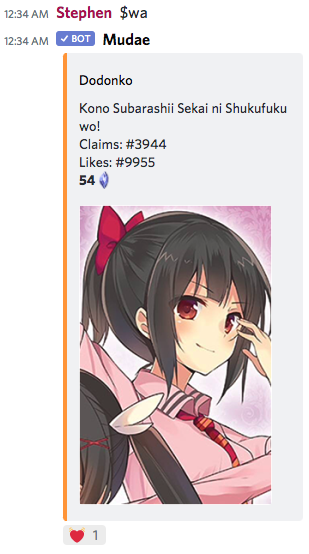 12:34 AM Stephen $wa
12:34 AM ✓ BOT Mudae
Dodonko
Kono Subarashii Sekai ni Shukufuku
wo!
Claims: #3944
Likes: #9955
54
1